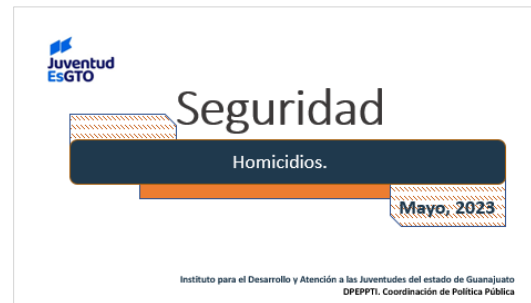 Juventud
EsGTO
Seguridad
Homicidios.
Mayo, 2023
Instituto para el Desarrollo y Atención a las Juventudes del estado de Guanajuato
DPEPPTI. Coordinación de Política Pública